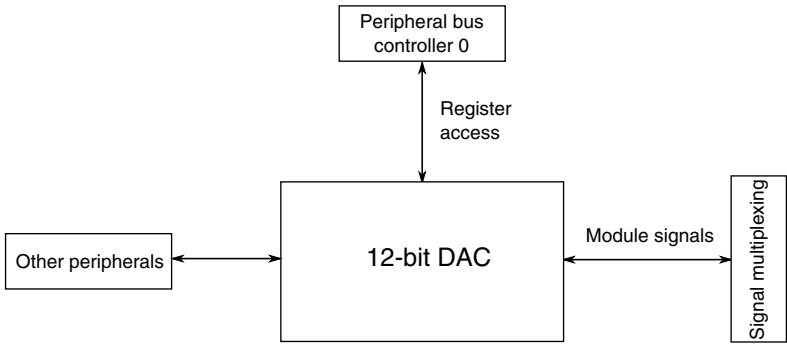 Peripheral bus
controller 0
Register
access
Other peripherals
12-bit DAC
Module signals
Signal multiplexing